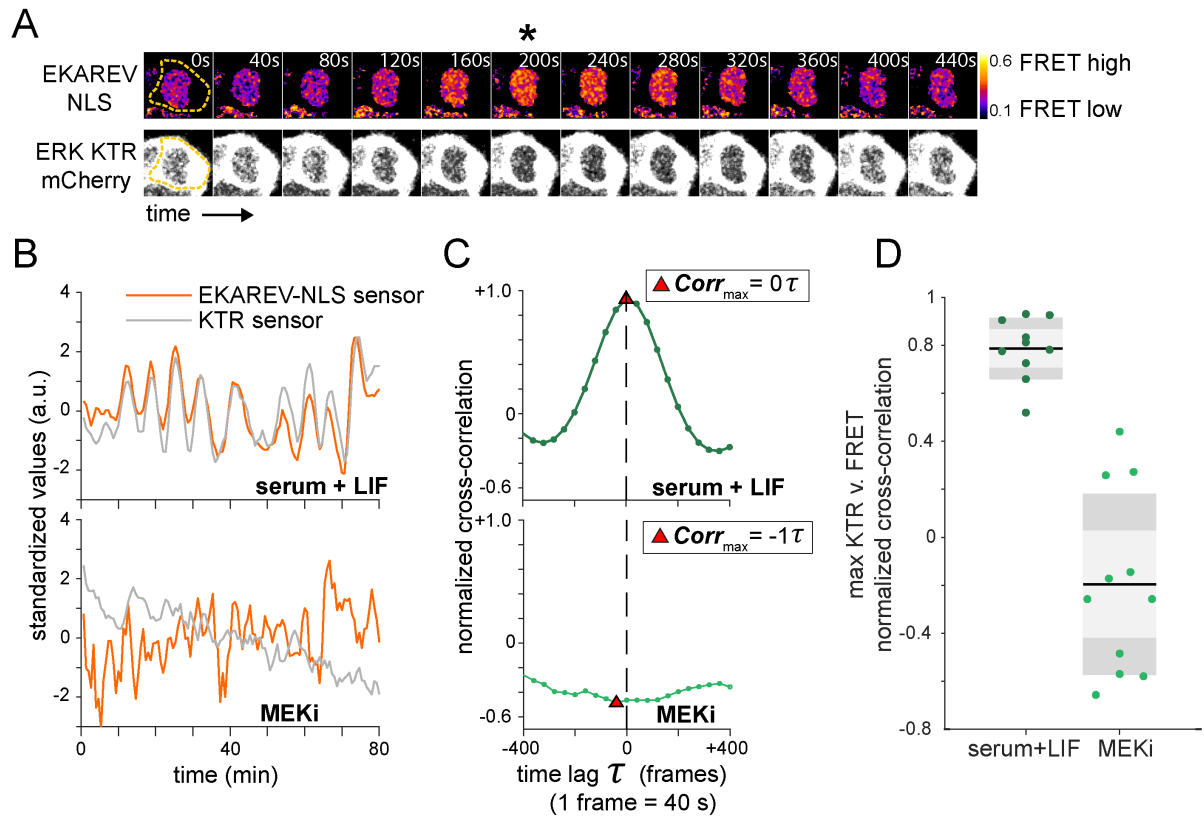 A
*
EKAREV
NLS
0s 40s 80s 120s 160s 200s 240s 280s 320s 360s 400s 440s
0.6 FRET high
0.1 FRET low
ERK KTR
mCherry
time
B
EKAREV-NLS sensor
KTR sensor
standardized values (a.u.)
4
2
0
-2
serum + LIF
4
2
0
-2
MEKi
0 40 80
time (min)
C
Corrmax = 0τ
normalized cross-correlation
+1.0
0
-0.6
serum + LIF
+1.0
Corrmax = -1τ
0
-0.6
MEKi
-400 0 +400
time lag τ (frames)
(1 frame = 40 s)
D
max KTR v. FRET
normalized cross-correlation
1
0.8
0.4
0
-0.4
-0.8
serum+LIF MEKi